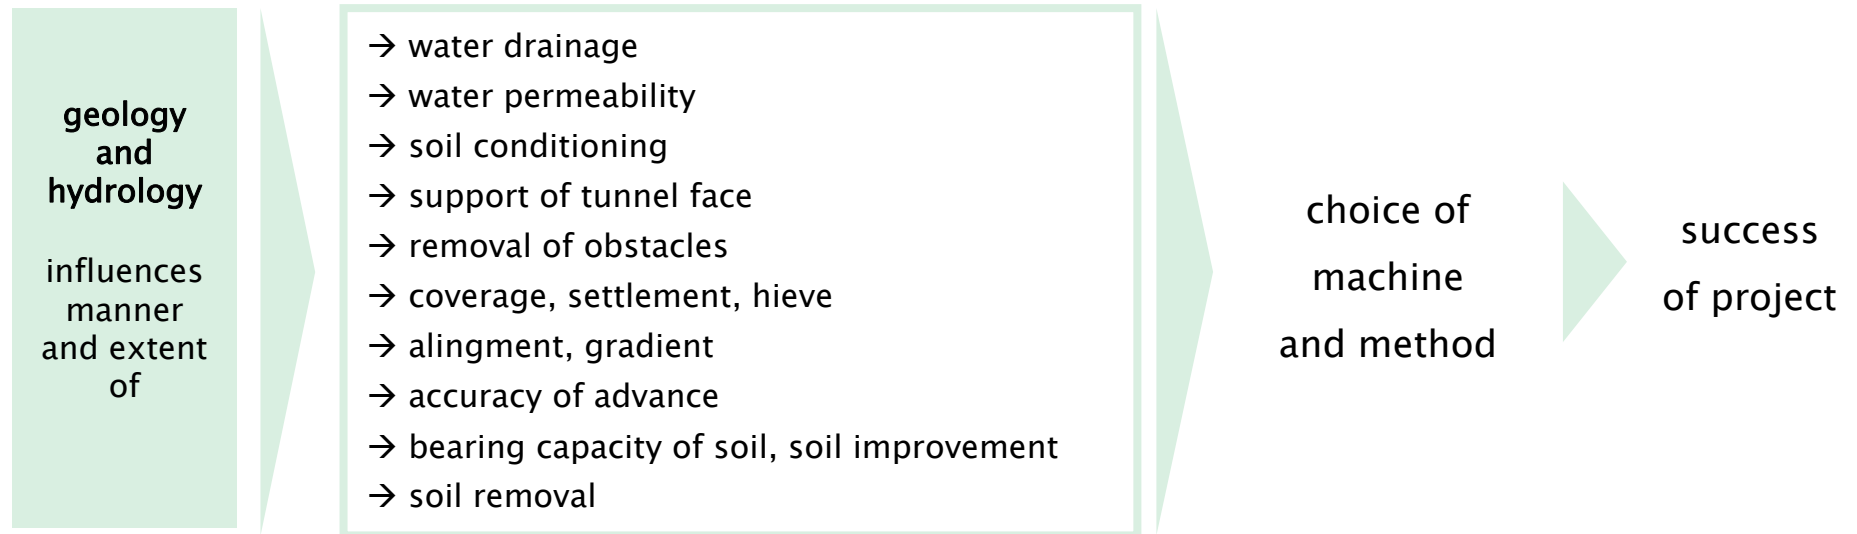 geology
and
hydrology
influences
manner
and extent
of
→ water drainage
→ water permeability
→ soil conditioning
→ support of tunnel face
→ removal of obstacles
→ coverage, settlement, hieve
→ alingment, gradient
→ accuracy of advance
→ bearing capacity of soil, soil improvement
→ soil removal
choice of
machine
and method
success
of project